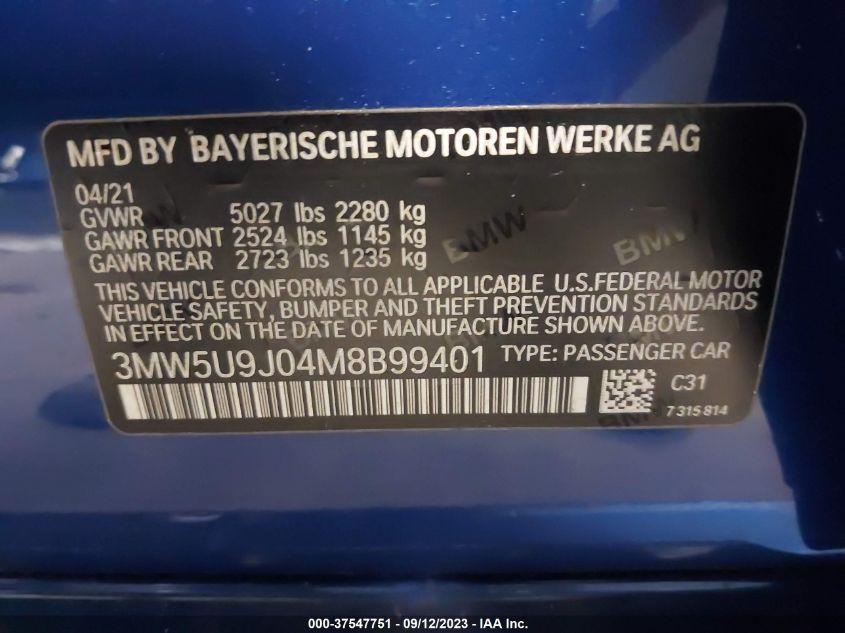 MFD BY BAYERISCHE MOTOREN WERKE AG
04/21
GVWR 5027 lbs 2280 kg
GAWR FRONT 2524 lbs 1145 kg
GAWR REAR 2723 lbs 1235 kg
BMW BMW
THIS VEHICLE CONFORMS TO ALL APPLICABLE U.S.FEDERAL MOTOR
VEHICLE SAFETY, BUMPER AND THEFT PREVENTION STANDARDS
IN EFFECT ON THE DATE OF MANUFACTURE SHOWN ABOVE.
3MW5U9J04M8B99401 TYPE: PASSENGER CAR
C31
BMW
7 315 814
000-37547751 - 09/12/2023 - IAA Inc.